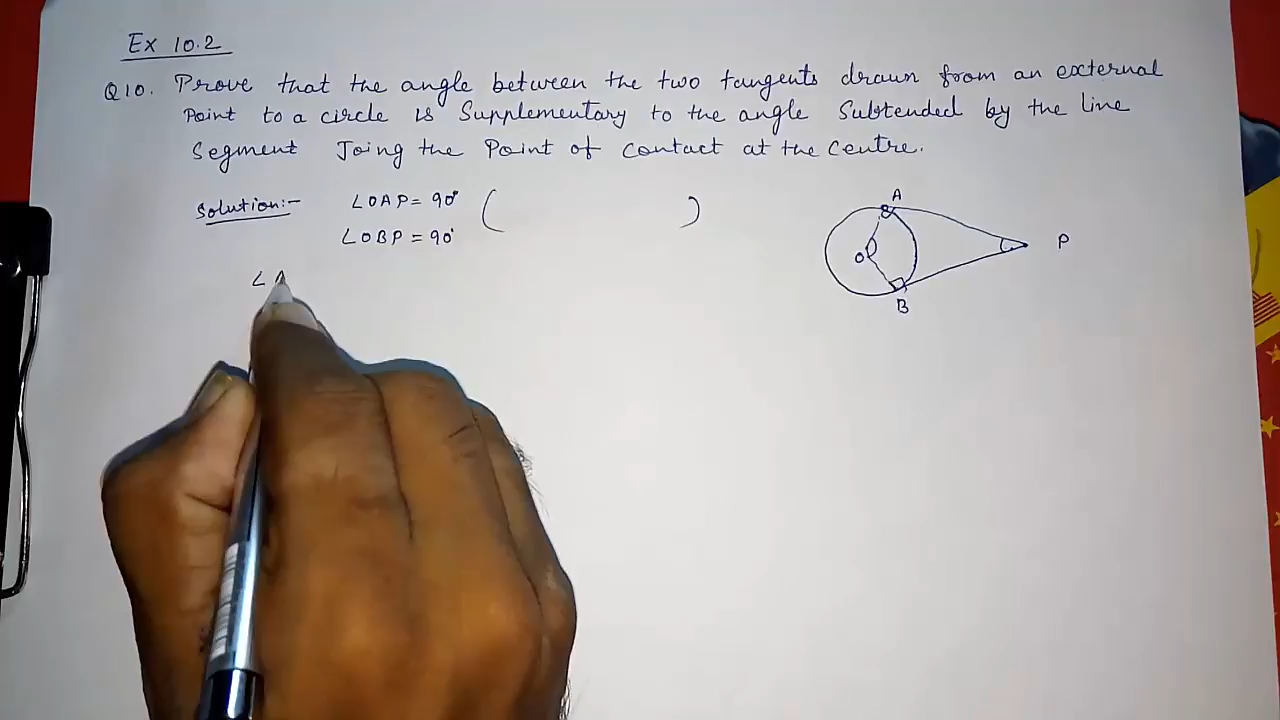 Ex 10.2
Q10. Prove that the angle between the two tangents drawn from an external
Point to a circle is Supplementary to the angle Subtended by the line
Segment Joing the Point of Contact at the Centre.
Solution:- ∠OAP = 90° ( )
∠OBP = 90°
∠A
A
O
P
B